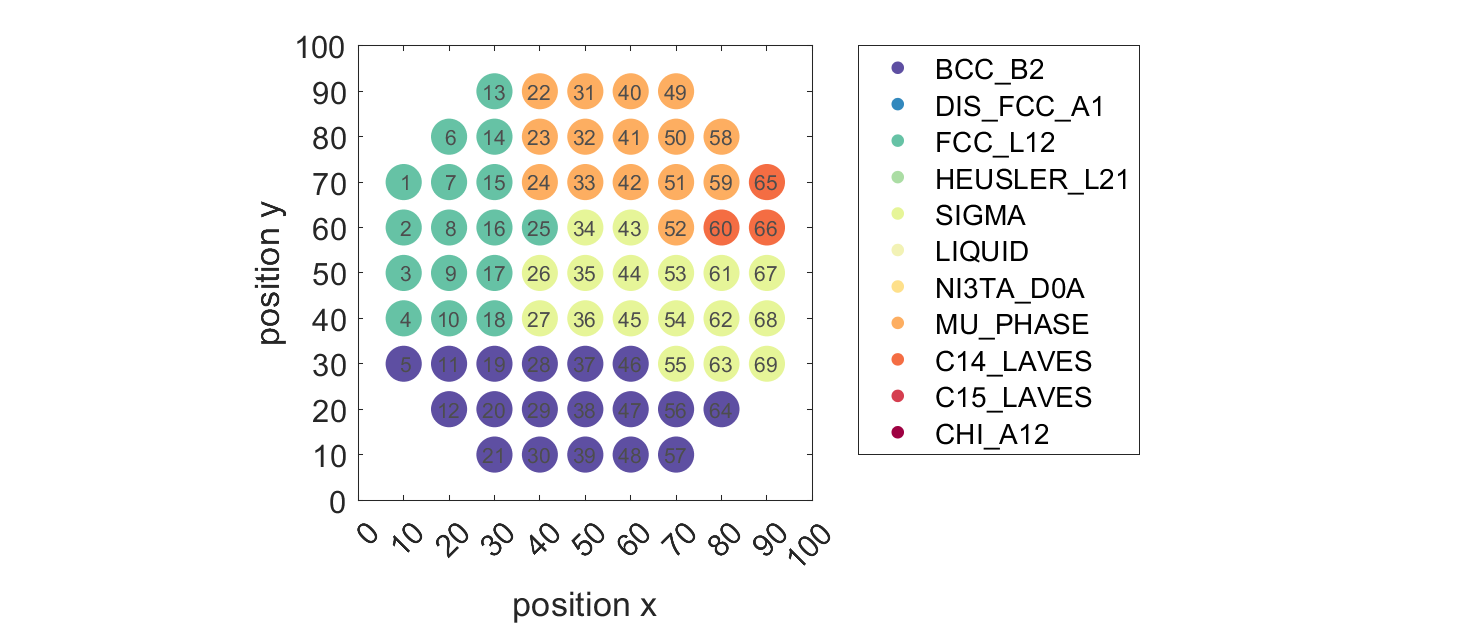 100
90 13 22 31 40 49
80 6 14 23 32 41 50 58
70 1 7 15 24 33 42 51 59 65
60 2 8 16 25 34 43 52 60 66
50 3 9 17 26 35 44 53 61 67
40 4 10 18 27 36 45 54 62 68
30 5 11 19 28 37 46 55 63 69
20 12 20 29 38 47 56 64
10 21 30 39 48 57
0
0 10 20 30 40 50 60 70 80 90 100
position x
position y
BCC_B2
DIS_FCC_A1
FCC_L12
HEUSLER_L21
SIGMA
LIQUID
NI3TA_D0A
MU_PHASE
C14_LAVES
C15_LAVES
CHI_A12